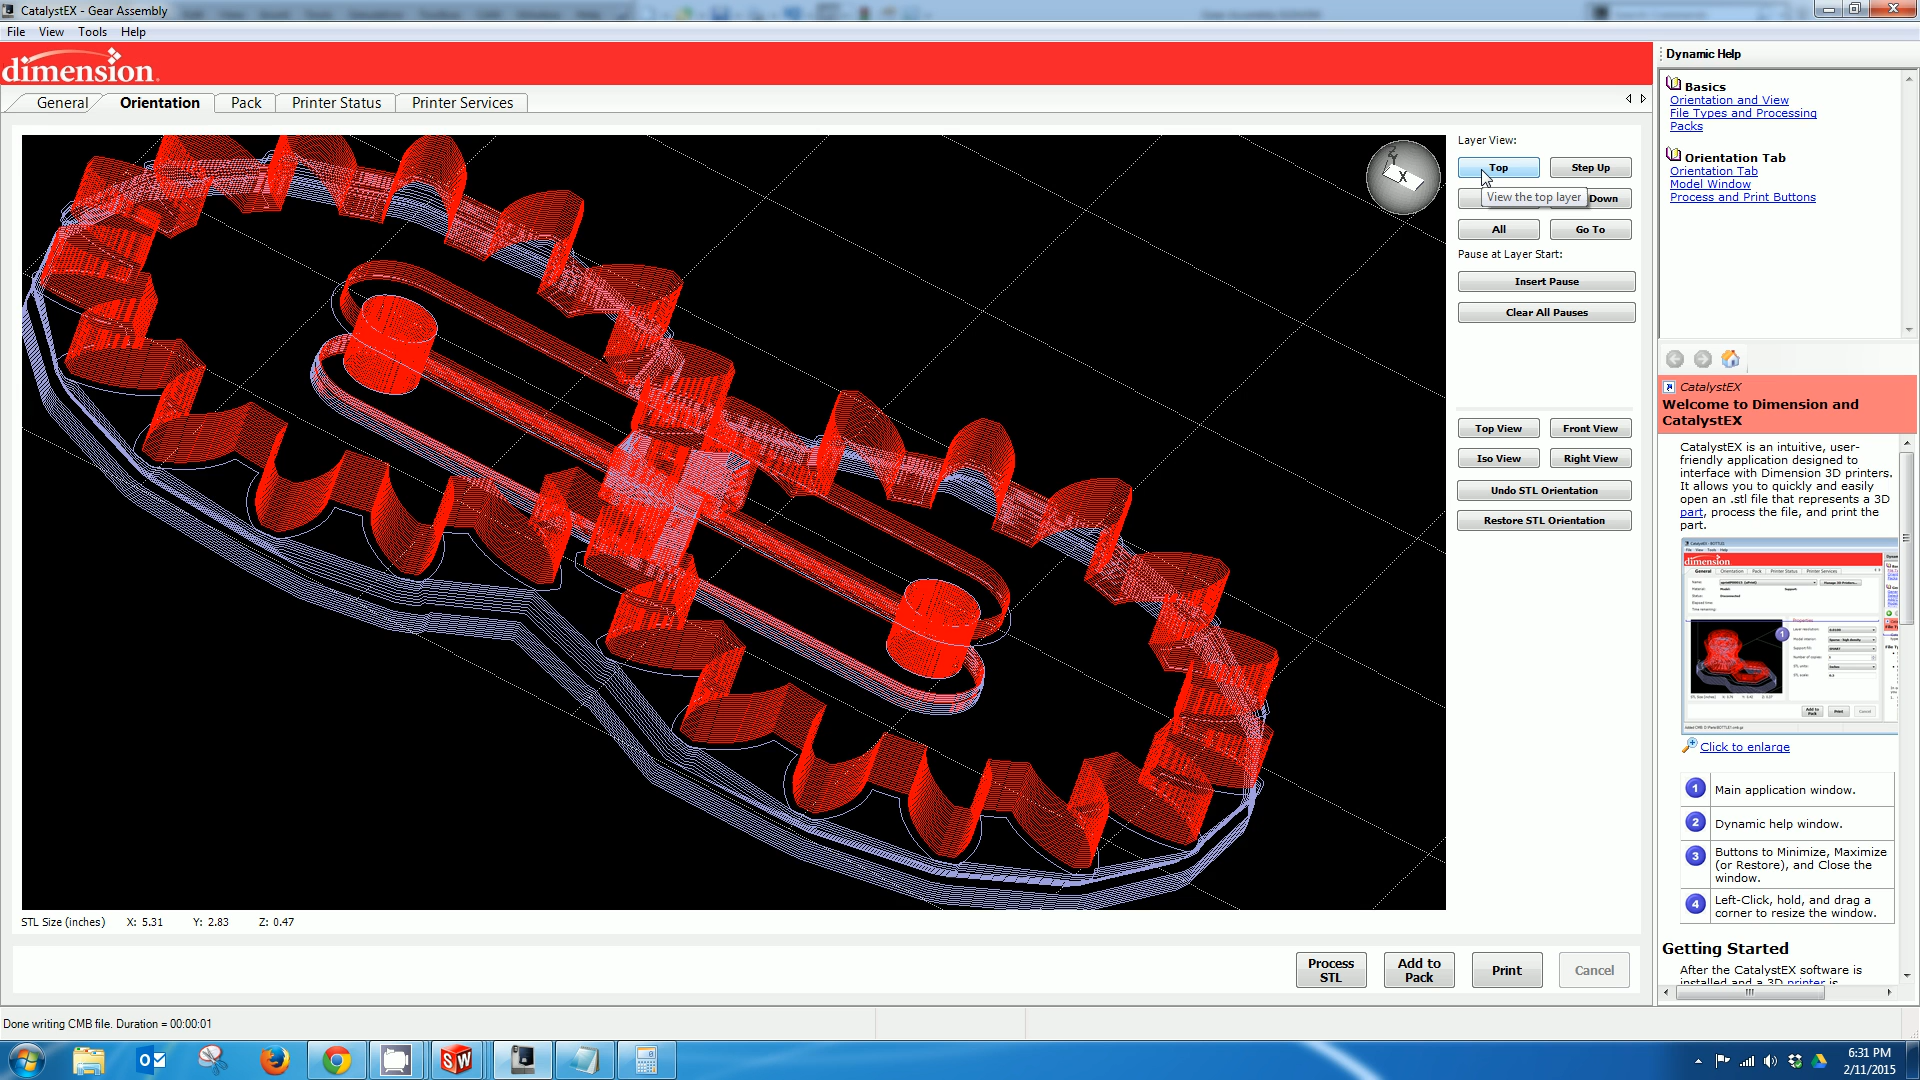 CatalystEX - Gear Assembly
File View Tools Help
dimension
General Orientation Pack Printer Status Printer Services
Layer View:
Top Step Up
View the top layer Down
All Go To
Pause at Layer Start:
Insert Pause
Clear All Pauses
Top View Front View
Iso View Right View
Undo STL Orientation
Restore STL Orientation
Z
Y
X
STL Size (inches) X: 5.31 Y: 2.83 Z: 0.47
Process STL
Add to Pack
Print
Cancel
Done writing CMB file. Duration = 00:00:01
Dynamic Help
Basics
Orientation and View
File Types and Processing
Packs
Orientation Tab
Orientation Tab
Model Window
Process and Print Buttons
CatalystEX
Welcome to Dimension and
CatalystEX
CatalystEX is an intuitive, user-
friendly application designed to
interface with Dimension 3D printers.
It allows you to quickly and easily
open an .stl file that represents a 3D
part, process the file, and print the
part.
Click to enlarge
1 Main application window.
2 Dynamic help window.
3 Buttons to Minimize, Maximize
(or Restore), and Close the
window.
4 Left-Click, hold, and drag a
corner to resize the window.
Getting Started
After the CatalystEX software is
installed and a 3D printer is
6:31 PM
2/11/2015